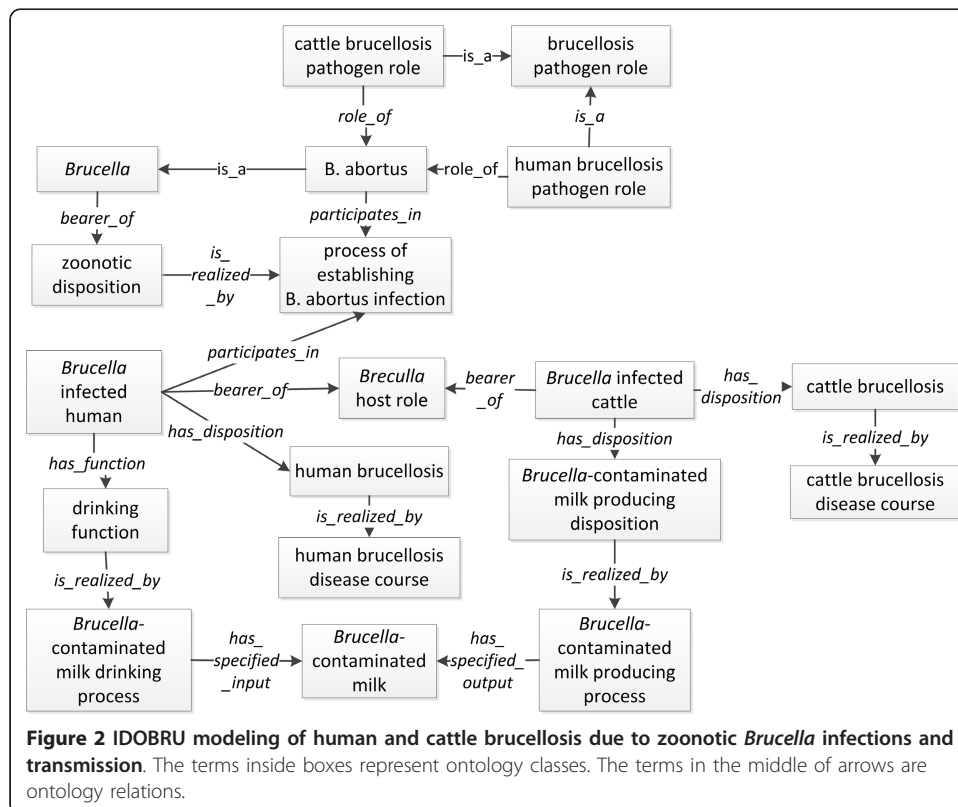 cattle brucellosis
pathogen role
is_a
brucellosis
pathogen role
role_of
is_a
Brucella
is_a
B. abortus
role_of
human brucellosis
pathogen role
bearer_of
participates_in
zoonotic
disposition
is_
realized
_by
process of
establishing
B. abortus infection
participates_in
Brucella
infected
human
bearer_of
Breculla
host role
bearer
_of
Brucella infected
cattle
has_
disposition
cattle brucellosis
has_disposition
has_disposition
is_realized_by
has_function
human brucellosis
Brucella-contaminated
milk producing
disposition
cattle brucellosis
disease course
drinking
function
is_realized_by
human brucellosis
disease course
is_realized_by
is_realized_by
Brucella-
contaminated
milk drinking
process
has_
specified
_input
Brucella-
contaminated
milk
has_
specified_
output
Brucella-
contaminated
milk producing
process
Figure 2 IDOBRU modeling of human and cattle brucellosis due to zoonotic Brucella infections and
transmission. The terms inside boxes represent ontology classes. The terms in the middle of arrows are
ontology relations.